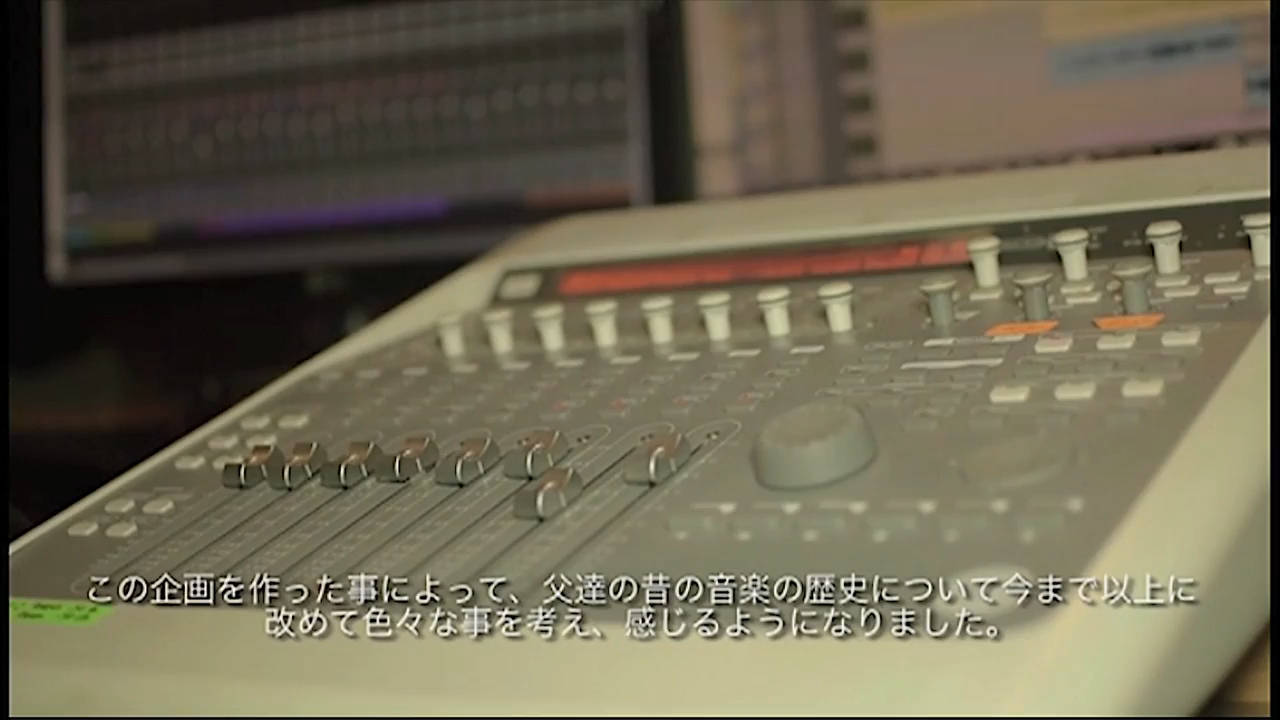 この企画を作った事によって、父達の昔の音楽の歴史について今まで以上に
改めて色々な事を考え、感じるようになりました。